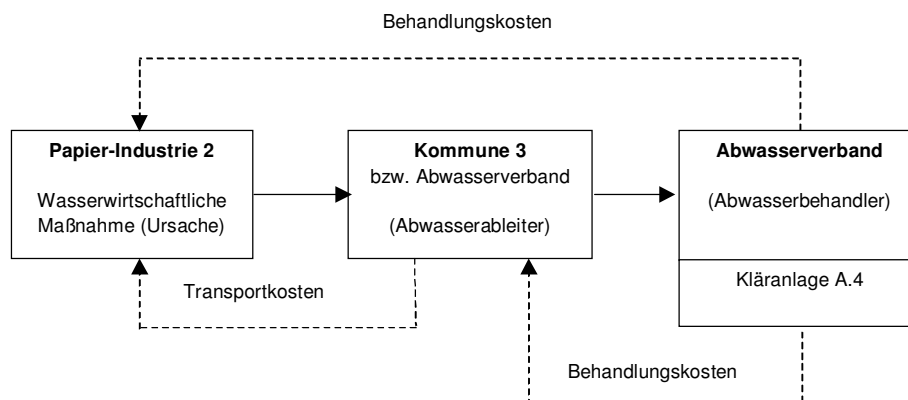 Behandlungskosten
Papier-Industrie 2
Wasserwirtschaftliche
Maßnahme (Ursache)
Kommune 3
bzw. Abwasserverband
(Abwasserableiter)
Abwasserverband
(Abwasserbehandler)
Kläranlage A.4
Transportkosten
Behandlungskosten